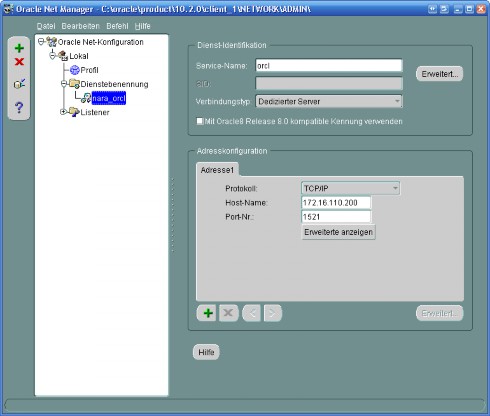 Oracle Net Manager - C:\oracle\product\10.2.0\client_1\NETWORK\ADMIN\
Datei Bearbeiten Befehl Hilfe
Oracle Net-Konfiguration
Lokal
Profil
Dienstebenennung
nara_orcl
Listener
Dienst-Identifikation
Service-Name: orcl
SID:
Verbindungstyp: Dedizierter Server
Erweitert...
Mit Oracle8 Release 8.0 kompatible Kennung verwenden
Adresskonfiguration
Adresse1
Protokoll: TCP/IP
Host-Name: 172.16.110.200
Port-Nr.: 1521
Erweiterte anzeigen
Erweitert...
Hilfe